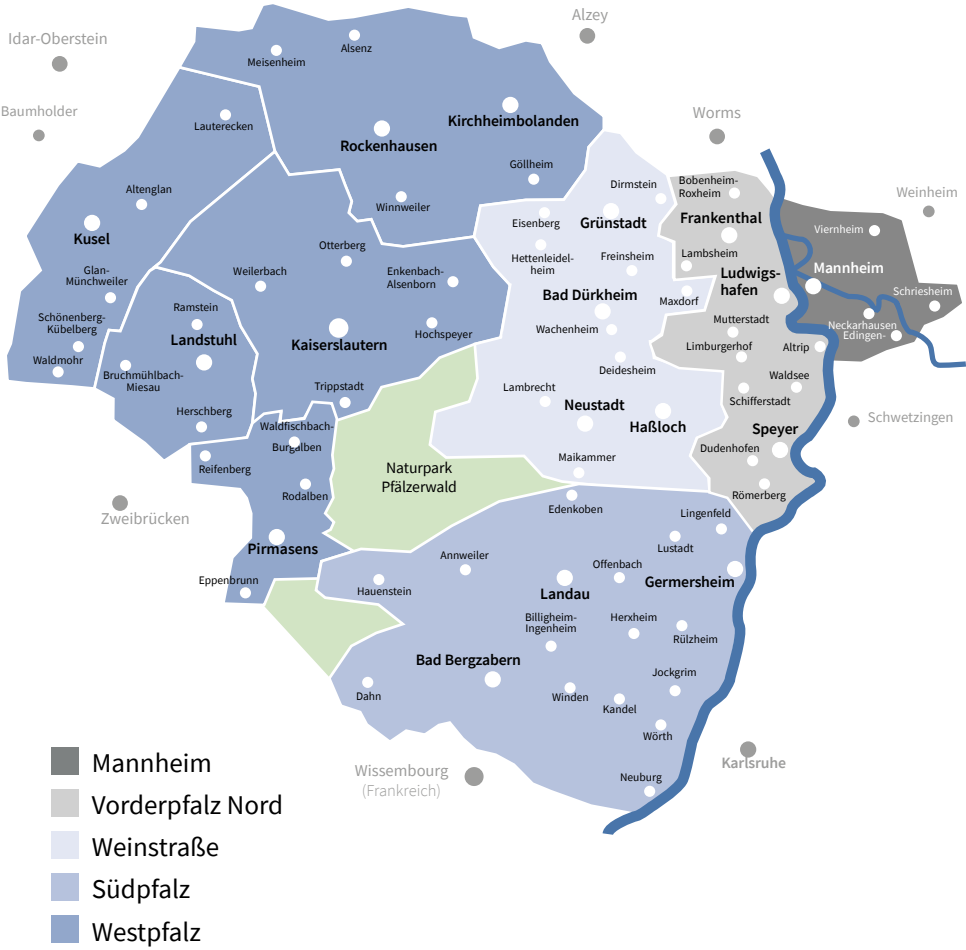 Alzey
Idar-Oberstein
Alsenz
Meisenheim
Baumholder
Worms
Lauterecken
Kirchheimbolanden
Rockenhausen
Göllheim
Dirmstein
Bobenheim-
Roxheim
Weinheim
Altenglan
Winnweiler
Eisenberg
Grünstadt
Frankenthal
Viernheim
Kusel
Otterberg
Hettenleidel-
heim
Freinsheim
Lambsheim
Mannheim
Glan-
Münchweiler
Weilerbach
Enkenbach-
Alsenborn
Ludwigs-
hafen
Bad Dürkheim
Maxdorf
Schriesheim
Ramstein
Schönenberg-
Kübelberg
Landstuhl
Kaiserslautern
Hochspeyer
Wachenheim
Mutterstadt
Neckarhausen
Edingen-
Limburgerhof
Altrip
Waldmohr
Bruchmühlbach-
Miesau
Trippstadt
Lambrecht
Deidesheim
Waldsee
Schifferstadt
Herschberg
Neustadt
Haßloch
Schwetzingen
Waldfischbach-
Burgalben
Speyer
Dudenhofen
Reifenberg
Naturpark
Pfälzerwald
Maikammer
Rodalben
Römerberg
Zweibrücken
Edenkoben
Lingenfeld
Pirmasens
Lustadt
Annweiler
Offenbach
Germersheim
Eppenbrunn
Hauenstein
Landau
Billigheim-
Ingenheim
Herxheim
Rülzheim
Bad Bergzabern
Jockgrim
Dahn
Winden
Kandel
Wörth
Karlsruhe
Wissembourg
(Frankreich)
Neuburg
Mannheim
Vorderpfalz Nord
Weinstraße
Südpfalz
Westpfalz